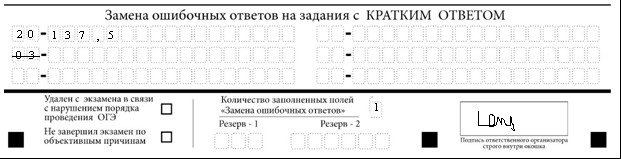 Замена ошибочных ответов на задания с КРАТКИМ ОТВЕТОМ
20-137,5 -
03- -
- -
Удален с экзамена в связи
с нарушением порядка
проведения ОГЭ
Не завершил экзамен по
объективным причинам
Количество заполненных полей
«Замена ошибочных ответов» 1
Резерв - 1 Резерв - 2
Подпись ответственного организатора
строго внутри окошка